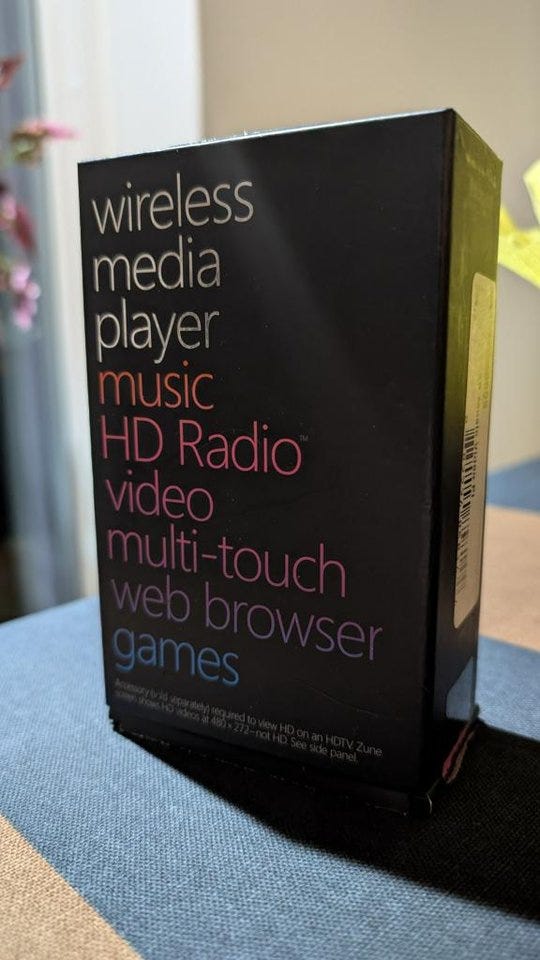 wireless
media
player
music
HD Radio™
video
multi-touch
web browser
games
Accessory (sold separately) required to view HD on an HDTV. Zune
screen shows HD videos at 480 x 272–not HD. See side panel.